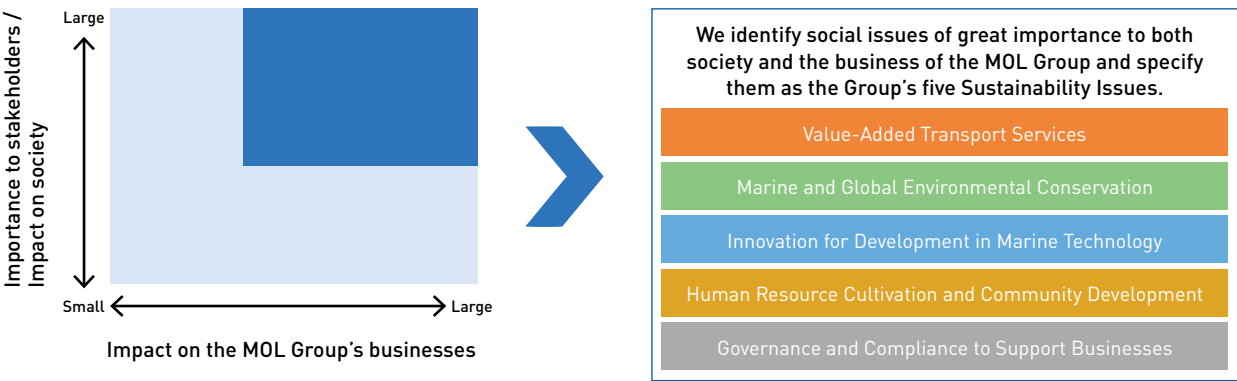 Importance to stakeholders /
Impact on society
Large
Small
Large
Impact on the MOL Group's businesses
We identify social issues of great importance to both
society and the business of the MOL Group and specify
them as the Group's five Sustainability Issues.
Value-Added Transport Services
Marine and Global Environmental Conservation
Innovation for Development in Marine Technology
Human Resource Cultivation and Community Development
Governance and Compliance to Support Businesses